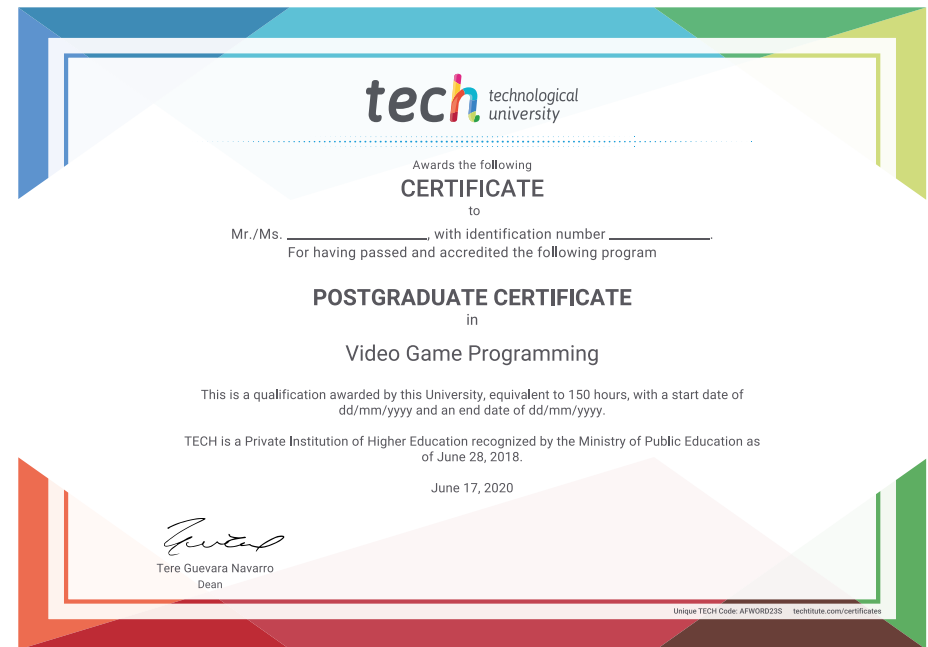 tech technological
university
Awards the following
CERTIFICATE
to
Mr./Ms. ____________________, with identification number ______________.
For having passed and accredited the following program
POSTGRADUATE CERTIFICATE
in
Video Game Programming
This is a qualification awarded by this University, equivalent to 150 hours, with a start date of
dd/mm/yyyy and an end date of dd/mm/yyyy.
TECH is a Private Institution of Higher Education recognized by the Ministry of Public Education as
of June 28, 2018.
June 17, 2020
Tere Guevara Navarro
Dean
Unique TECH Code: AFWORD23S techtitute.com/certificates